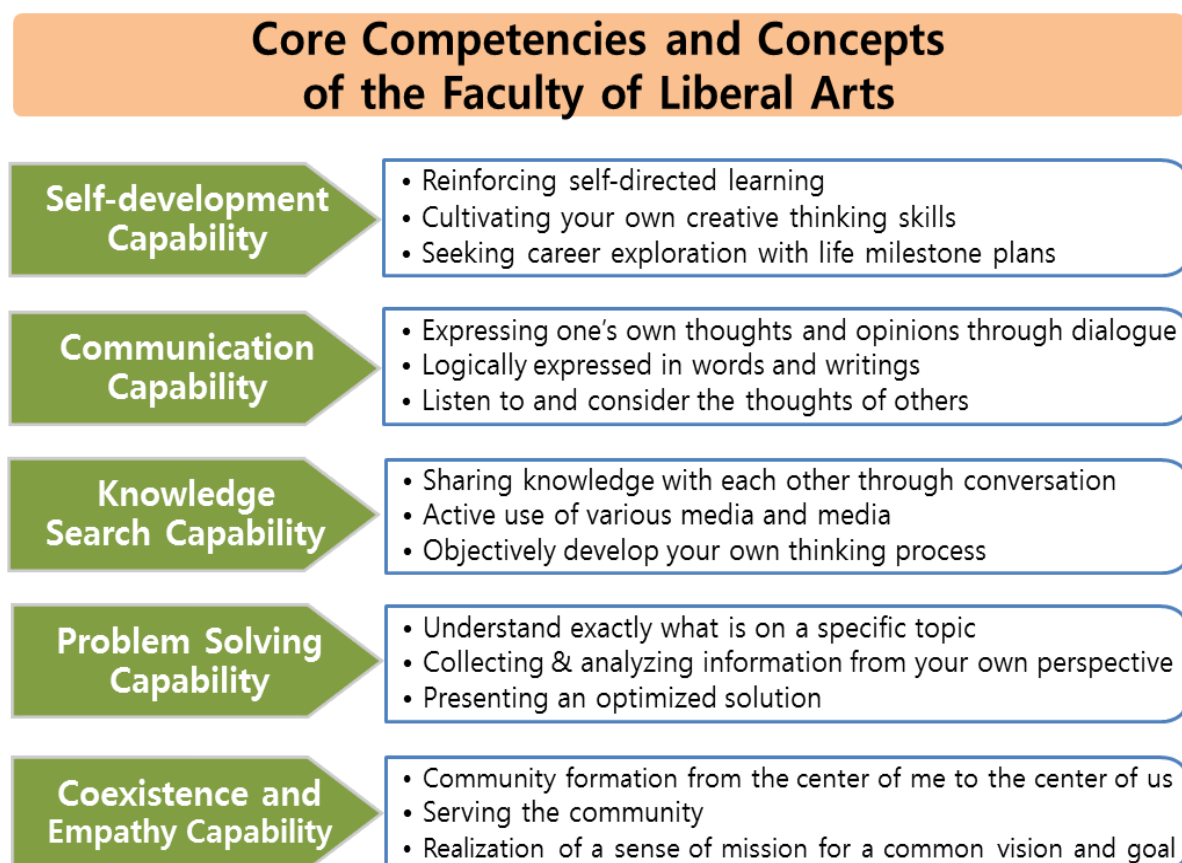 Core Competencies and Concepts
of the Faculty of Liberal Arts
Self-development
Capability
• Reinforcing self-directed learning
• Cultivating your own creative thinking skills
• Seeking career exploration with life milestone plans
Communication
Capability
• Expressing one's own thoughts and opinions through dialogue
• Logically expressed in words and writings
• Listen to and consider the thoughts of others
Knowledge
Search Capability
• Sharing knowledge with each other through conversation
• Active use of various media and media
• Objectively develop your own thinking process
Problem Solving
Capability
• Understand exactly what is on a specific topic
• Collecting & analyzing information from your own perspective
• Presenting an optimized solution
Coexistence and
Empathy Capability
• Community formation from the center of me to the center of us
• Serving the community
• Realization of a sense of mission for a common vision and goal